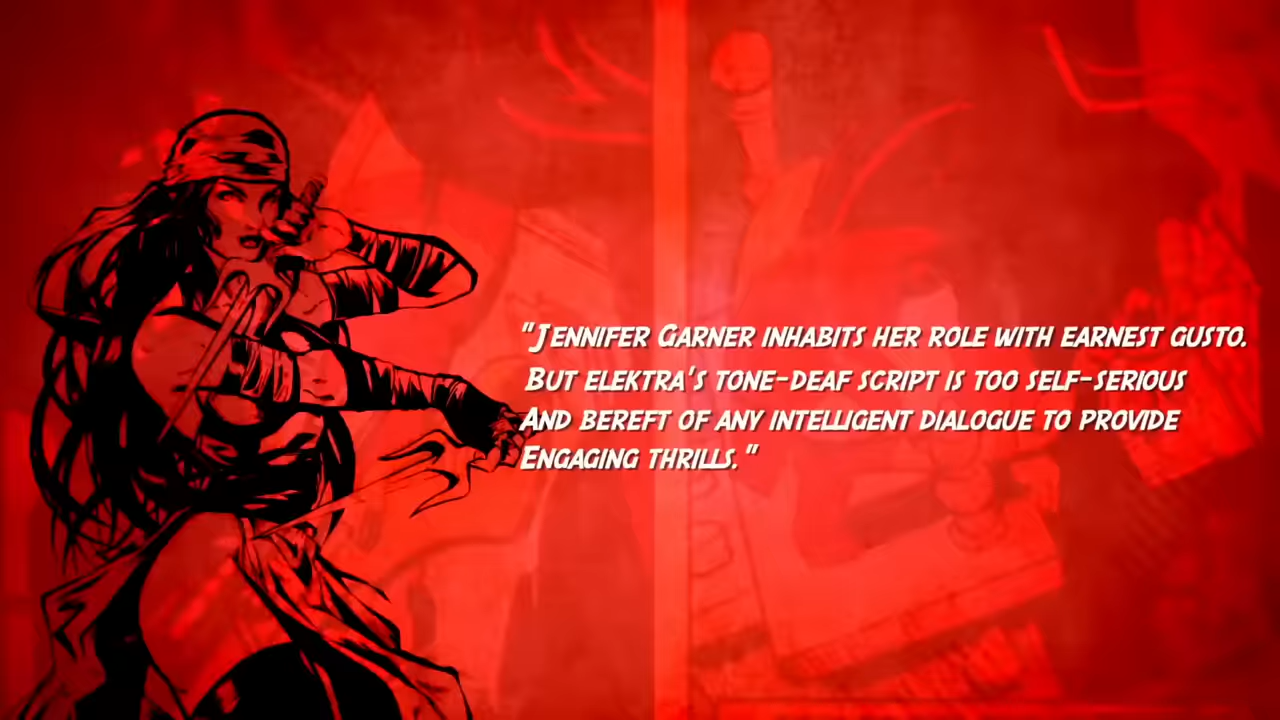 "Jennifer Garner inhabits her role with earnest gusto.
But elektra's tone-deaf script is too self-serious
And bereft of any intelligent dialogue to provide
Engaging thrills."